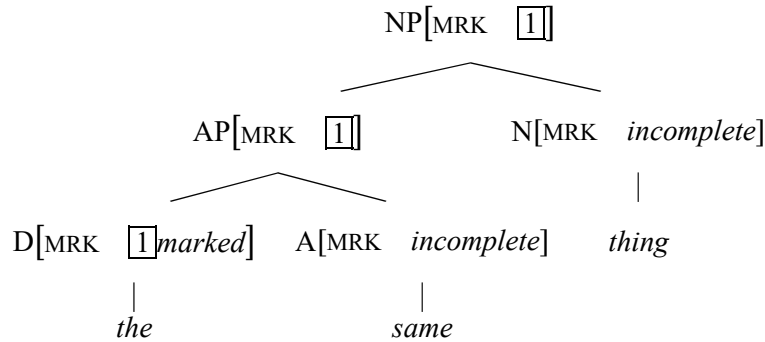 NP[MRK 1]
AP[MRK 1] N[MRK incomplete]
D[MRK 1 marked] A[MRK incomplete] thing
the same